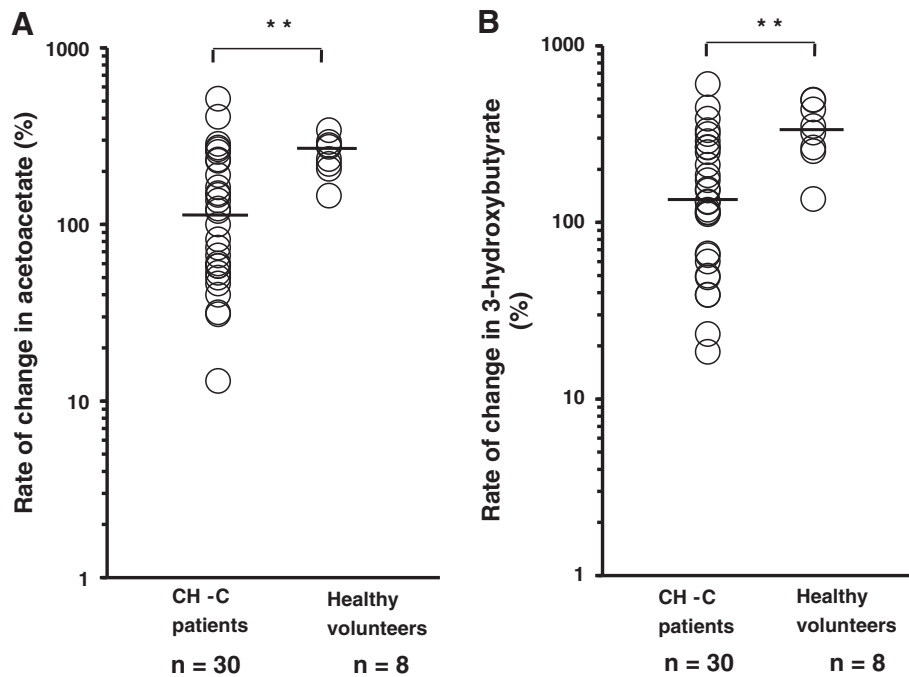 A
* *
Rate of change in acetoacetate (%)
1000
100
10
1
CH -C
patients
n = 30
Healthy
volunteers
n = 8
B
* *
Rate of change in 3-hydroxybutyrate
(%)
1000
100
10
1
CH -C
patients
n = 30
Healthy
volunteers
n = 8